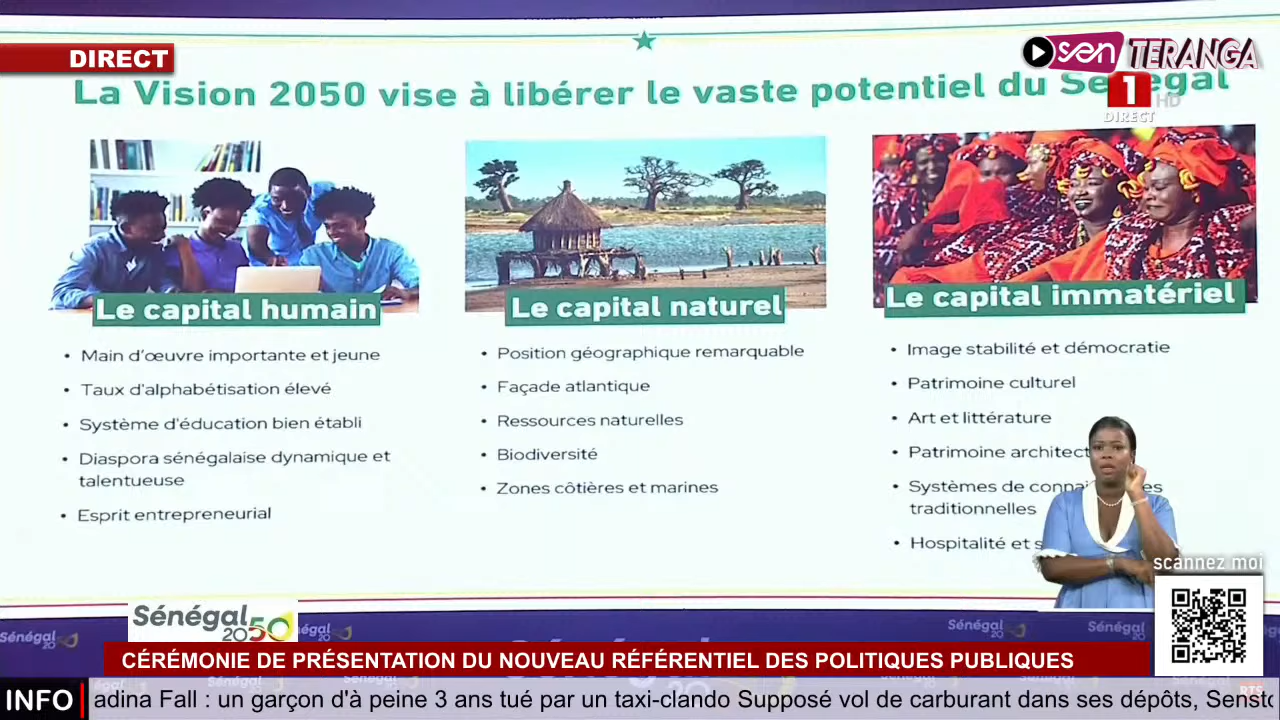 DIRECT
sen TERANGA
La Vision 2050 vise à libérer le vaste potentiel du Sénégal
1 HD
DIRECT
Le capital humain
• Main d'œuvre importante et jeune
• Taux d'alphabétisation élevé
• Système d'éducation bien établi
• Diaspora sénégalaise dynamique et
talentueuse
• Esprit entrepreneurial
Le capital naturel
• Position géographique remarquable
• Façade atlantique
• Ressources naturelles
• Biodiversité
• Zones côtières et marines
Le capital immatériel
• Image stabilité et démocratie
• Patrimoine culturel
• Art et littérature
• Patrimoine architect
• Systèmes de
traditionnelles
• Hospitalité et
scannez moi
Sénégal
2050
Sénégal
Sénégal
Sénégal
CÉRÉMONIE DE PRÉSENTATION DU NOUVEAU RÉFÉRENTIEL DES POLITIQUES PUBLIQUES
RTS
INFO adina Fall : un garçon d'à peine 3 ans tué par un taxi-clando Supposé vol de carburant dans ses dépôts, Sensto